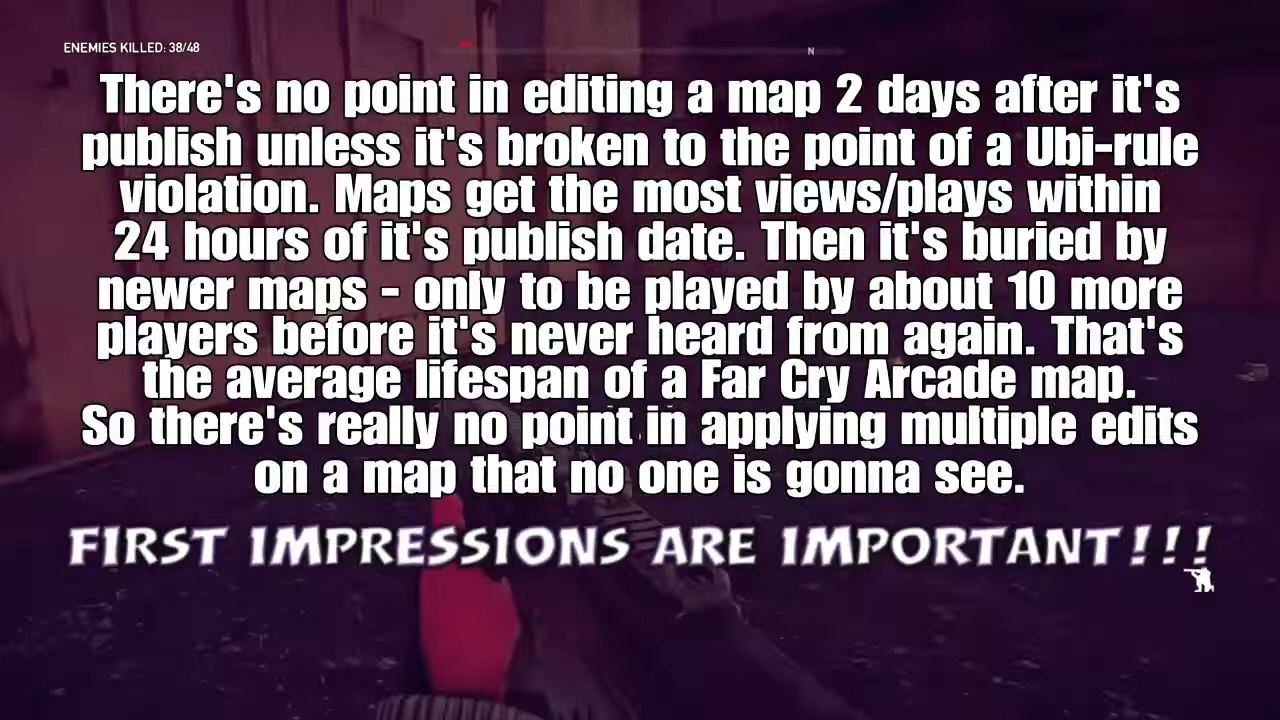 ENEMIES KILLED: 38/48
N
There's no point in editing a map 2 days after it's
publish unless it's broken to the point of a Ubi-rule
violation. Maps get the most views/plays within
24 hours of it's publish date. Then it's buried by
newer maps - only to be played by about 10 more
players before it's never heard from again. That's
the average lifespan of a Far Cry Arcade map.
So there's really no point in applying multiple edits
on a map that no one is gonna see.
FIRST IMPRESSIONS ARE IMPORTANT!!!